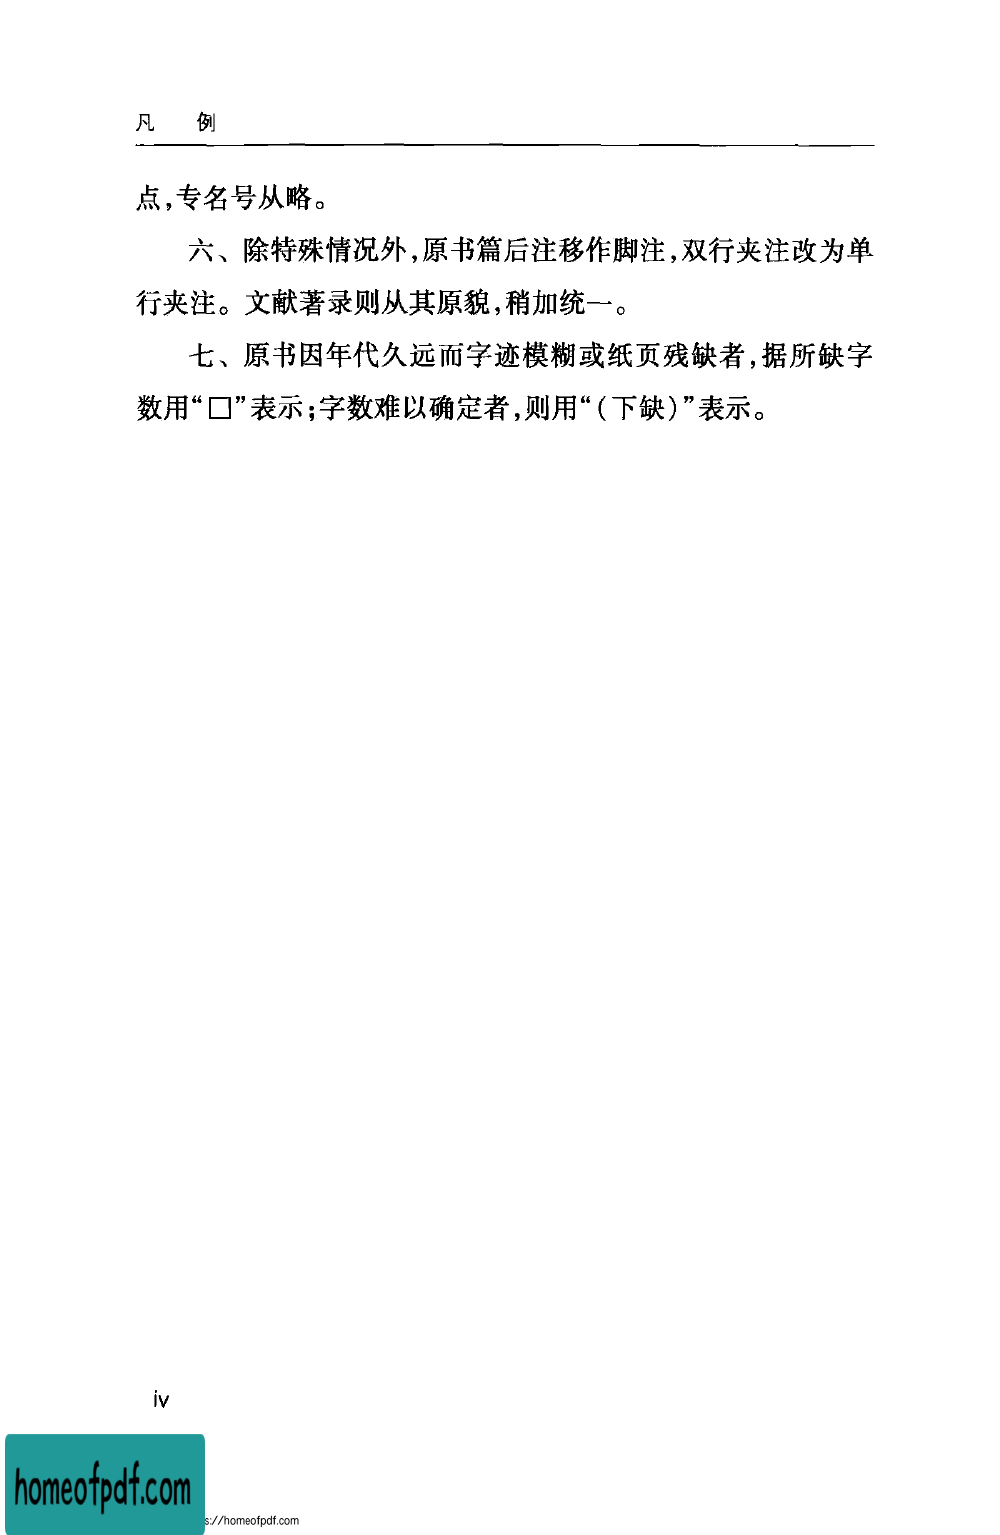 凡　例
点,专名号从略。
六、除特殊情况外,原书篇后注移作脚注,双行夹注改为单
行夹注。文献著录则从其原貌,稍加统一。
七、原书因年代久远而字迹模糊或纸页残缺者,据所缺字
数用“□”表示;字数难以确定者,则用“(下缺)”表示。
iv
homeofpdf.com
s://homeofpdf.com